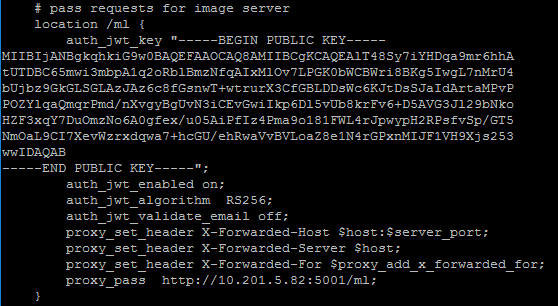 # pass requests for image server
location /ml {
auth_jwt_key "-----BEGIN PUBLIC KEY-----
MIIBIjANBgkqhkiG9w0BAQEFAAOCAQ8AMIIBCgKCAQEAlT48Sy7iYHDqa9mr6hhA
tUTDBC65mwi3mbpA1q2oRblBmzNfqAIxMlOv7LPGK0bWCBWri8BKg5IwgL7nMrU4
bUjbz9GkGLSGLAzJAz6c8fGsnwT+wtrurX3CfGBLDDsWc6KJtDsSJaIdArtaMPvP
POZYlqaQmqrPmd/nXvgyBgUvN3iCEvGwiIkp6Dl5vUb8krFv6+D5AVG3Jl29bNko
HZF3xqY7DuOmzNo6A0gfex/u05AiPfIz4Pma9o181FWL4rJpwypH2RPsfvSp/GT5
NmOaL9CI7XevWzrxdqwa7+hcGU/ehRwaVvBVLoaZ8e1N4rGPxnMIJF1VH9Xjs253
wwIDAQAB
-----END PUBLIC KEY-----";
auth_jwt_enabled on;
auth_jwt_algorithm  RS256;
auth_jwt_validate_email off;
proxy_set_header X-Forwarded-Host $host:$server_port;
proxy_set_header X-Forwarded-Server $host;
proxy_set_header X-Forwarded-For $proxy_add_x_forwarded_for;
proxy_pass  http://10.201.5.82:5001/ml;
}